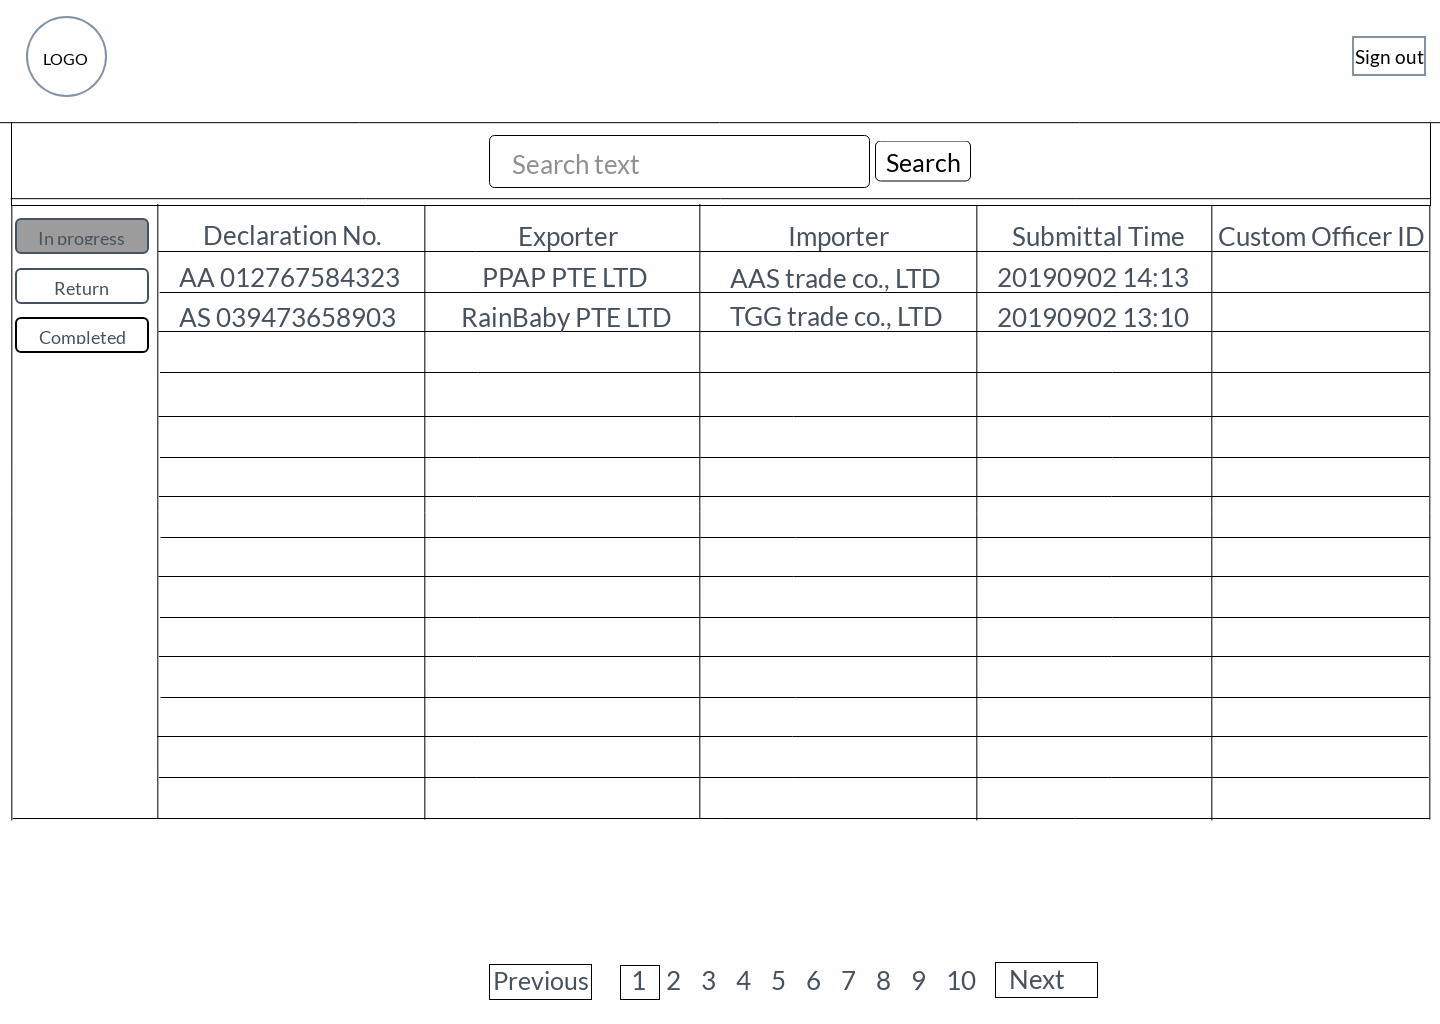 LOGO
Sign out
Search text
Search
In progress
Declaration No.
Exporter
Importer
Submittal Time
Custom Officer ID
AA 012767584323
PPAP PTE LTD
AAS trade co., LTD
20190902 14:13
Return
AS 039473658903
RainBaby PTE LTD
TGG trade co., LTD
20190902 13:10
Completed
Previous
1 2 3 4 5 6 7 8 9 10
Next